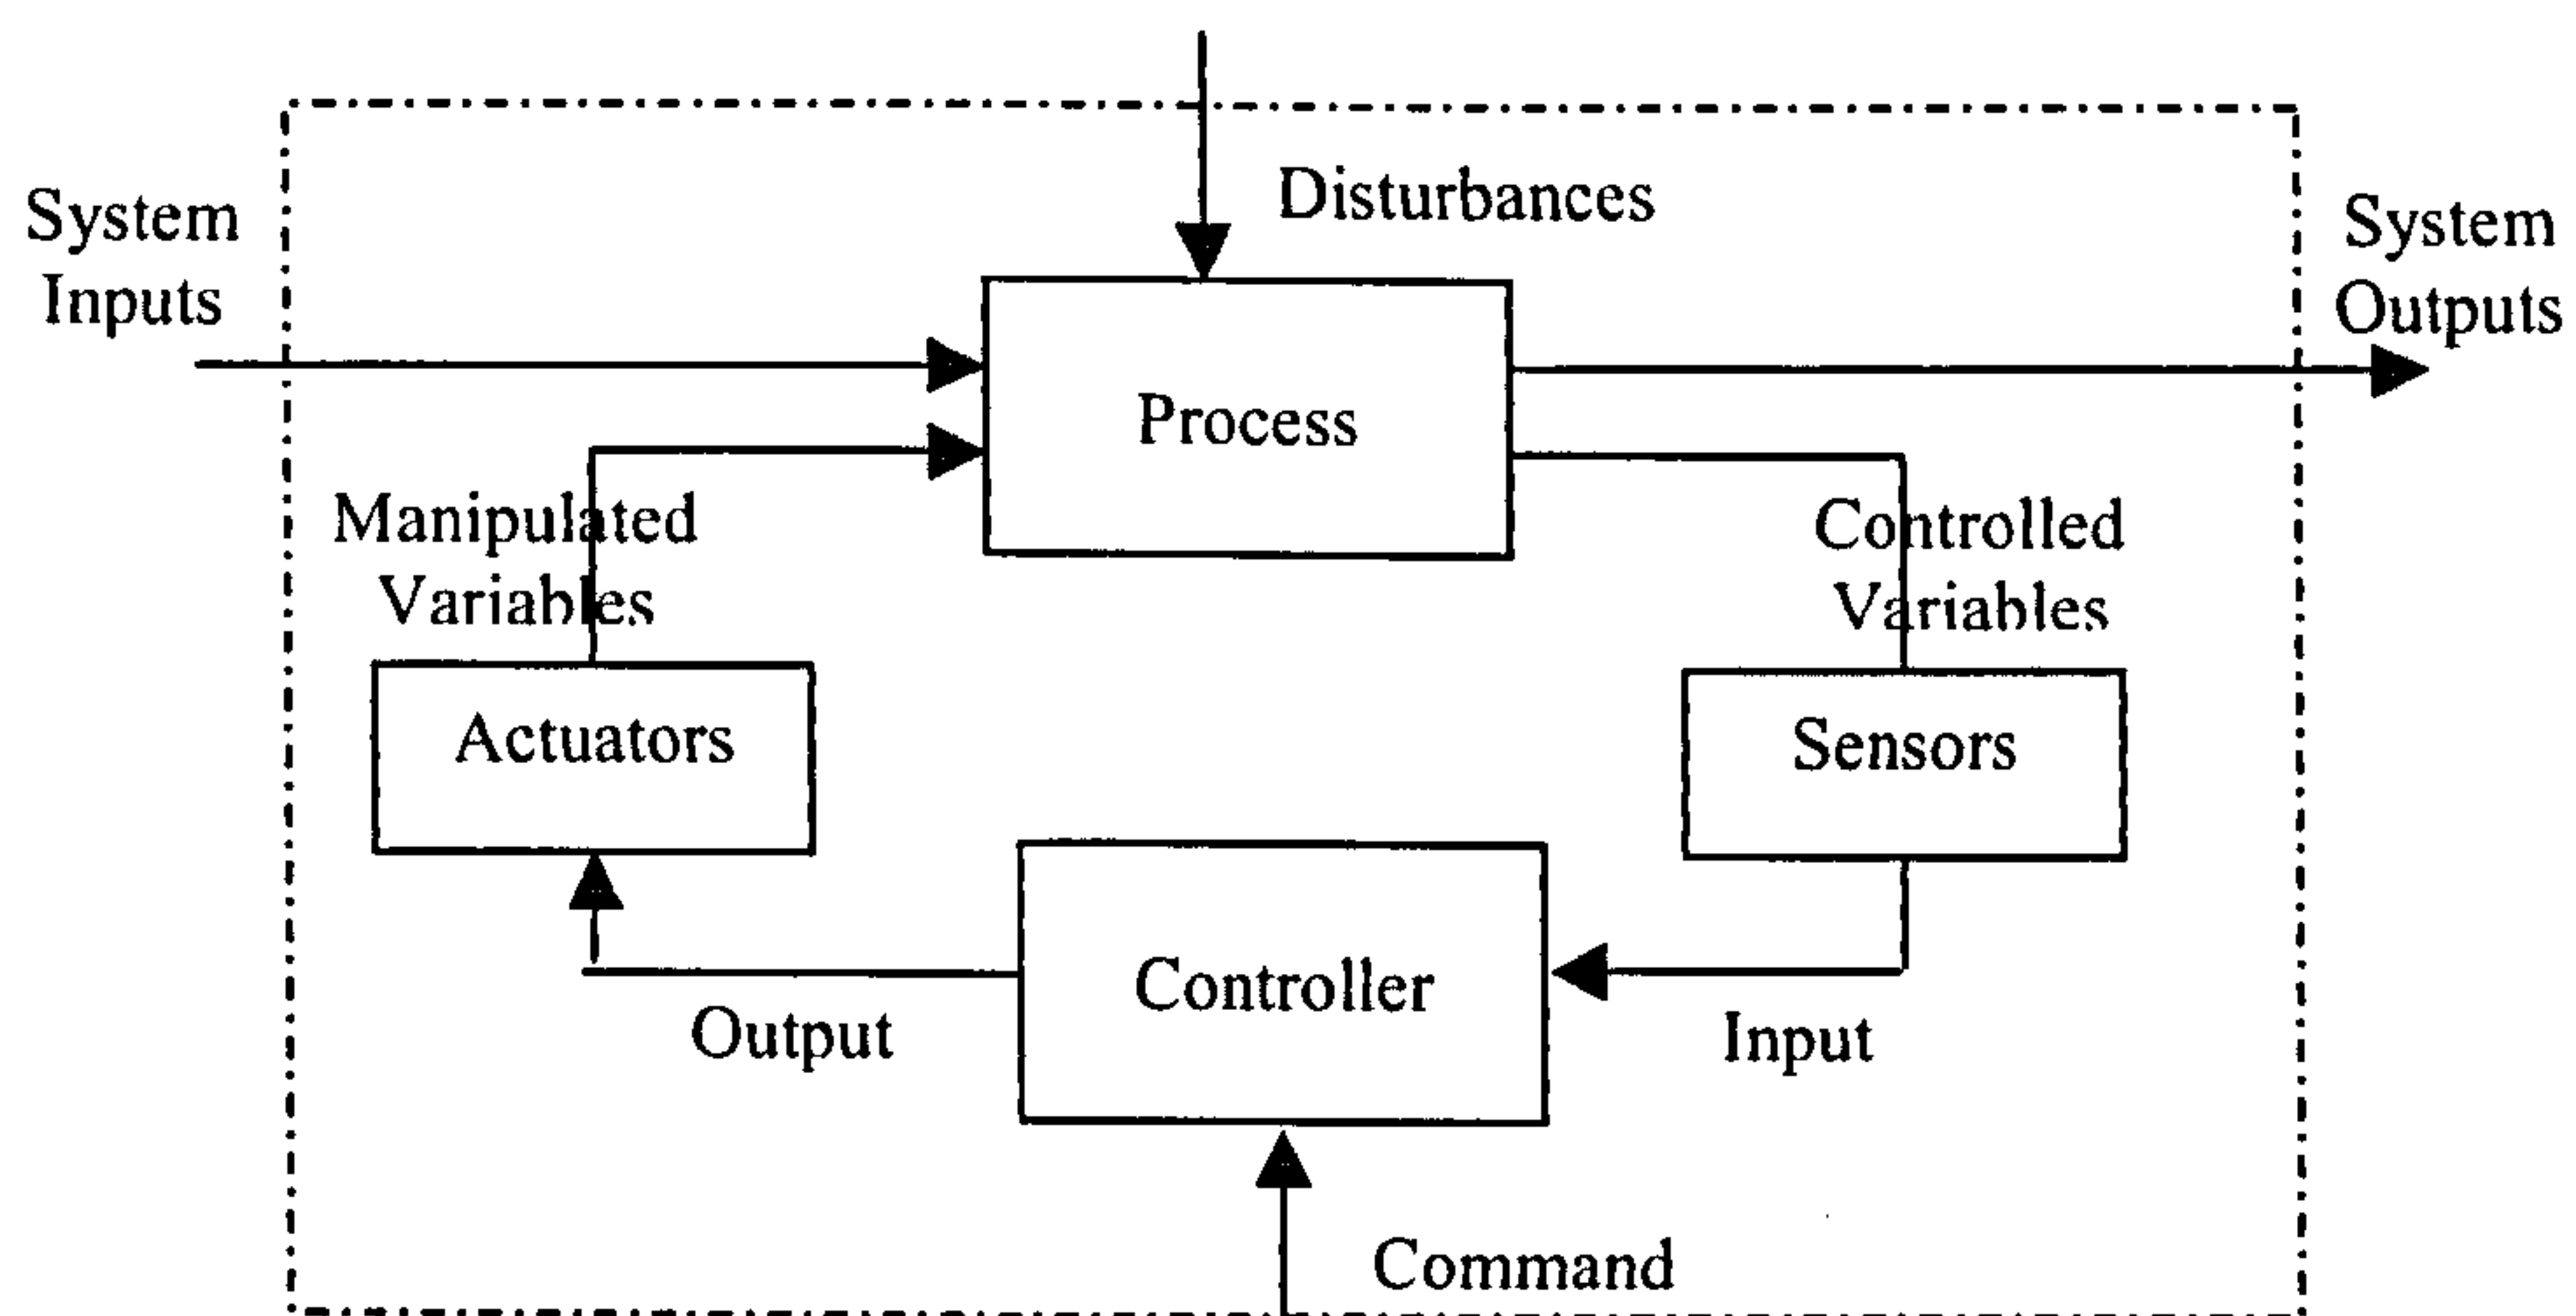 Disturbances
System
Inputs
System
Outputs
Process
Manipulated
Variables
Controlled
Variables
Actuators
Sensors
Controller
Output
Input
Command